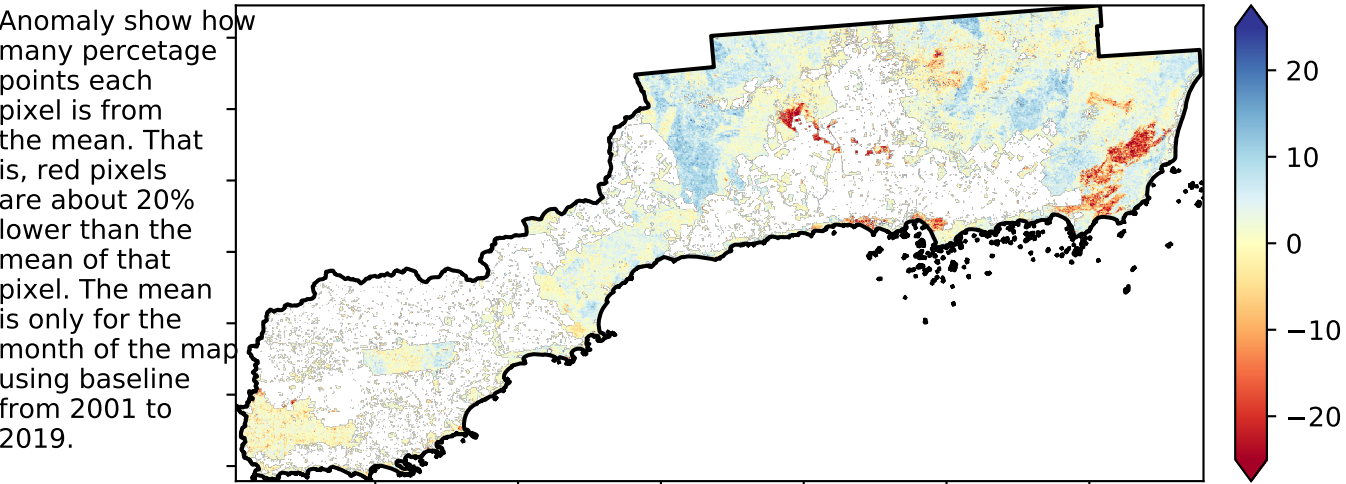 Anomaly show how
many percetage
points each
pixel is from
the mean. That
is, red pixels
are about 20%
lower than the
mean of that
pixel. The mean
is only for the
month of the map
using baseline
from 2001 to
2019.
20
10
0
−10
−20